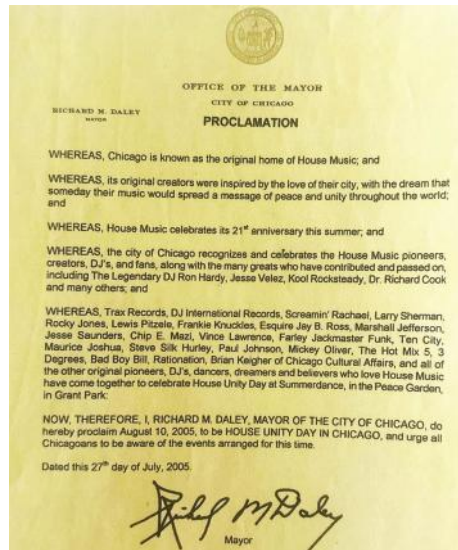 OFFICE OF THE MAYOR
CITY OF CHICAGO
RICHARD M. DALEY
MAYOR
PROCLAMATION
WHEREAS, Chicago is known as the original home of House Music; and
WHEREAS, its original creators were inspired by the love of their city, with the dream that
someday their music would spread a message of peace and unity throughout the world;
and
WHEREAS, House Music celebrates its 21st anniversary this summer; and
WHEREAS, the city of Chicago recognizes and celebrates the House Music pioneers,
creators, DJ's, and fans, along with the many greats who have contributed and passed on,
including The Legendary DJ Ron Hardy, Jesse Velez, Kool Rocksteady, Dr. Richard Cook
and many others; and
WHEREAS, Trax Records, DJ International Records, Screamin' Rachael, Larry Sherman,
Rocky Jones, Lewis Pitzele, Frankie Knuckles, Esquire Jay B. Ross, Marshall Jefferson,
Jesse Saunders, Chip E. Mazi, Vince Lawrence, Farley Jackmaster Funk, Ten City,
Maurice Joshua, Steve Silk Hurley, Paul Johnson, Mickey Oliver, The Hot Mix 5, 3
Degrees, Bad Boy Bill, Rationation, Brian Keigher of Chicago Cultural Affairs, and all of
the other original pioneers, DJ's, dancers, dreamers and believers who love House Music
have come together to celebrate House Unity Day at Summerdance, in the Peace Garden,
in Grant Park:
NOW, THEREFORE, I, RICHARD M. DALEY, MAYOR OF THE CITY OF CHICAGO, do
hereby proclaim August 10, 2005, to be HOUSE UNITY DAY IN CHICAGO, and urge all
Chicagoans to be aware of the events arranged for this time.
Dated this 27th day of July, 2005.
Richard M Daley
Mayor